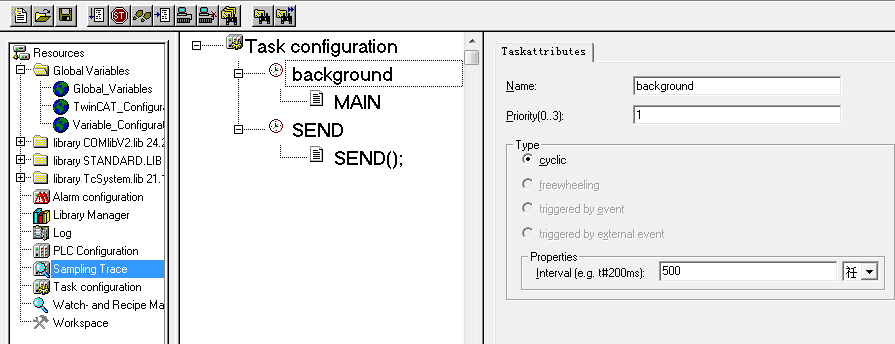 Resources
Global Variables
Global_Variables
TwinCAT_Configura
Variable_Configurat
library COMlibV2.lib 24.2
library STANDARD.LIB
library TcSystem.lib 21.1
Alarm configuration
Library Manager
Log
PLC Configuration
Sampling Trace
Task configuration
Watch- and Recipe Ma
Workspace
Task configuration
background
MAIN
SEND
SEND();
Taskattributes
Name:
background
Priority(0..3):
1
Type
cyclic
freewheeling
triggered by event
triggered by external event
Properties
Interval (e.g. t#200ms):
500